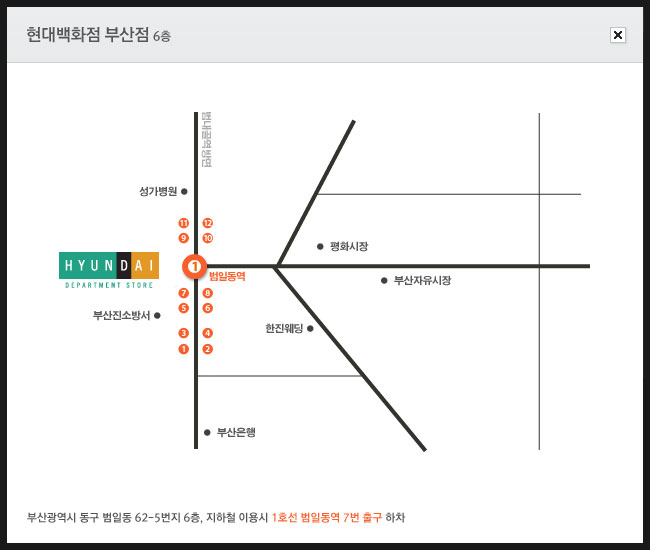 현대백화점 부산점 6층
범내골역 방면
성가병원
11 12
9 10
평화시장
HYUNDAI
DEPARTMENT STORE
1
범일동역
부산자유시장
7 8
5 6
부산진소방서
한진웨딩
3 4
1 2
부산은행
부산광역시 동구 범일동 62-5번지 6층, 지하철 이용시 1호선 범일동역 7번 출구 하차